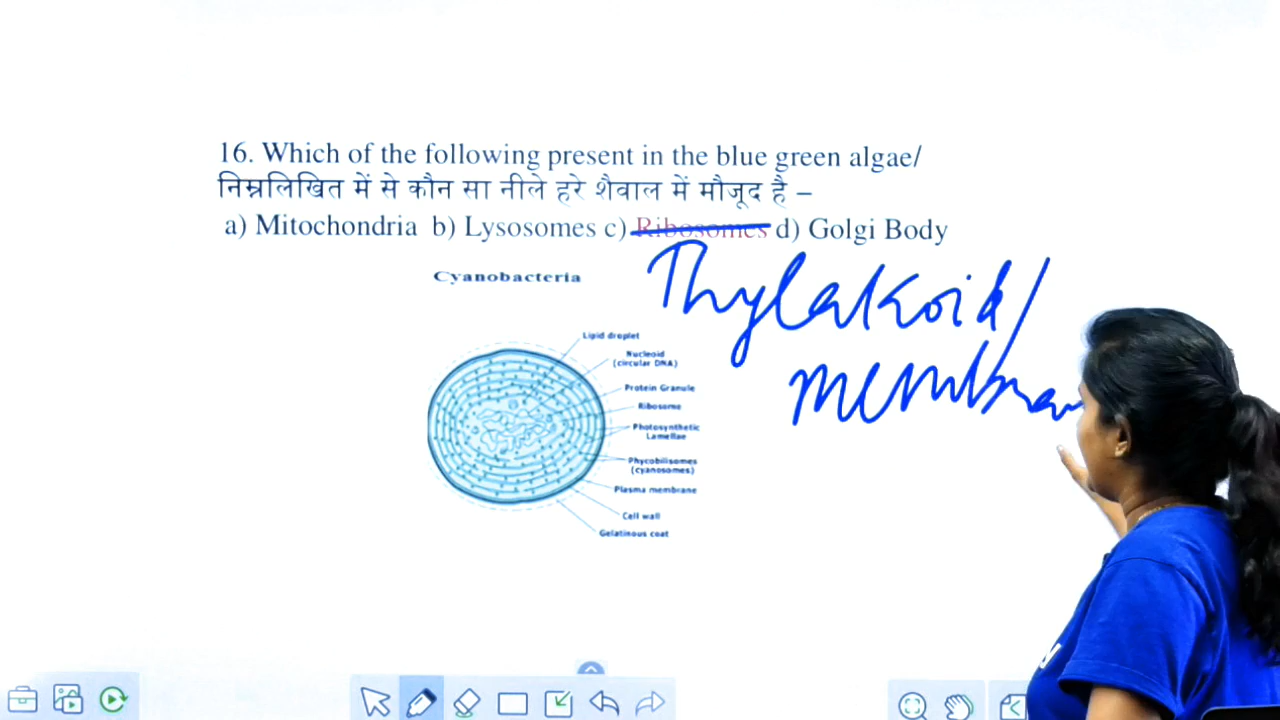 16. Which of the following present in the blue green algae/
निम्नलिखित में से कौन सा नीले हरे शैवाल में मौजूद है –
a) Mitochondria b) Lysosomes c) Ribosomes d) Golgi Body
Thylakoid/
membran
Cyanobacteria
Lipid droplet
Nucleoid
(circular DNA)
Protein Granule
Ribosome
Photosynthetic
Lamellae
Phycobilisomes
(cyanosomes)
Plasma membrane
Cell wall
Gelatinous coat